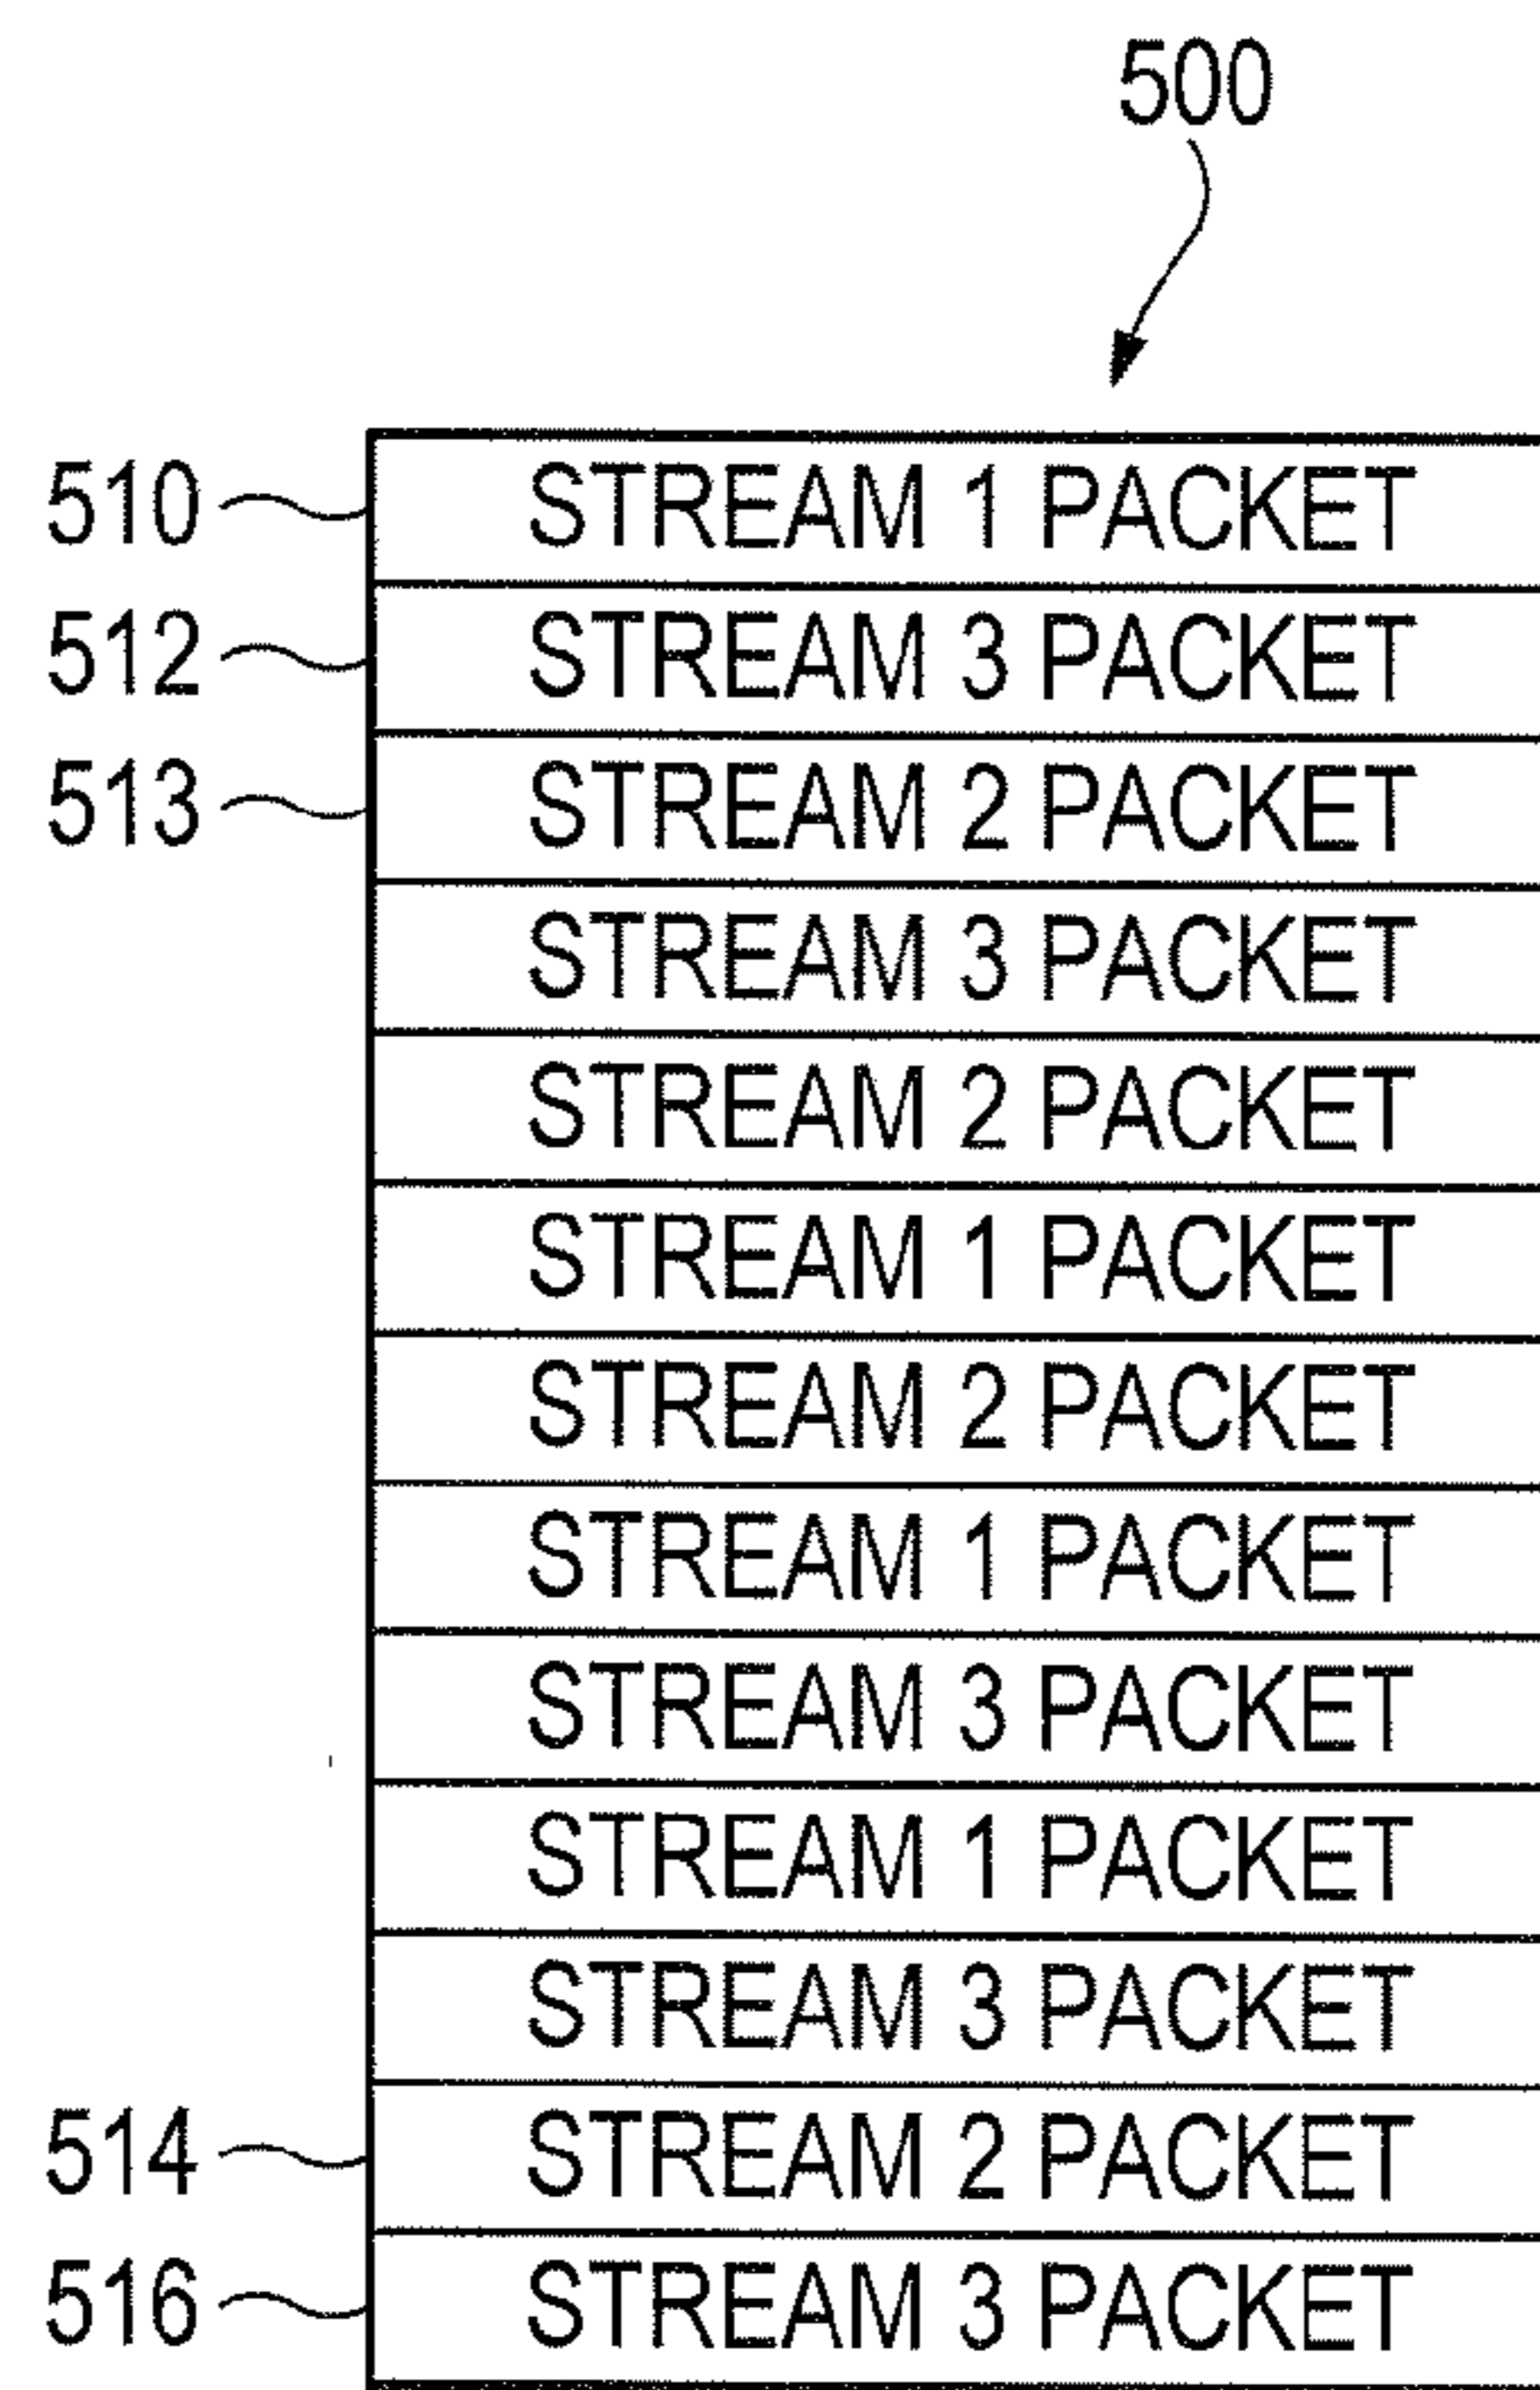 500
510 STREAM 1 PACKET
512 STREAM 3 PACKET
513 STREAM 2 PACKET
STREAM 3 PACKET
STREAM 2 PACKET
STREAM 1 PACKET
STREAM 2 PACKET
STREAM 1 PACKET
STREAM 3 PACKET
STREAM 1 PACKET
STREAM 3 PACKET
514 STREAM 2 PACKET
516 STREAM 3 PACKET